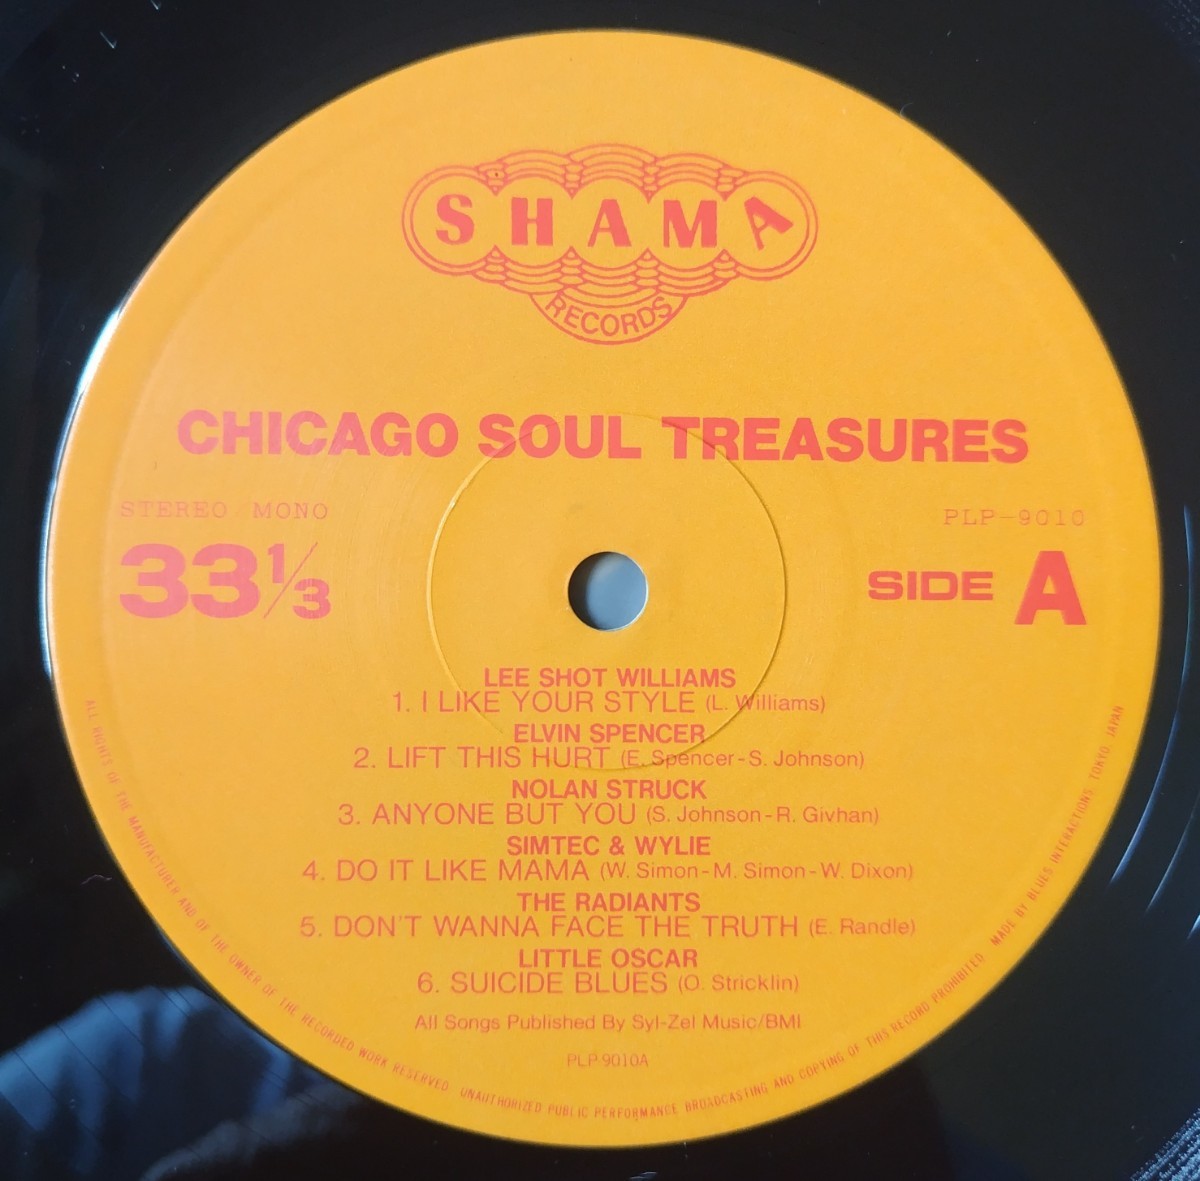 SHAMA
RECORDS
CHICAGO SOUL TREASURES
STEREO / MONO
PLP-9010
33 1/3
SIDE A
LEE SHOT WILLIAMS
1. I LIKE YOUR STYLE (L. Williams)
ELVIN SPENCER
2. LIFT THIS HURT (E. Spencer-S. Johnson)
NOLAN STRUCK
3. ANYONE BUT YOU (S. Johnson-R. Givhan)
SIMTEC & WYLIE
4. DO IT LIKE MAMA (W. Simon-M. Simon-W. Dixon)
THE RADIANTS
5. DON'T WANNA FACE THE TRUTH (E. Randle)
LITTLE OSCAR
6. SUICIDE BLUES (O. Stricklin)
All Songs Published By Syl-Zel Music/BMI
PLP 9010A
ALL RIGHTS OF THE MANUFACTURER AND OF THE OWNER OF THE RECORDED WORK RESERVED. UNAUTHORIZED PUBLIC PERFORMANCE BROADCASTING AND COPYING OF THIS RECORD PROHIBITED. MADE BY BLUES INTERACTIONS, TOKYO, JAPAN